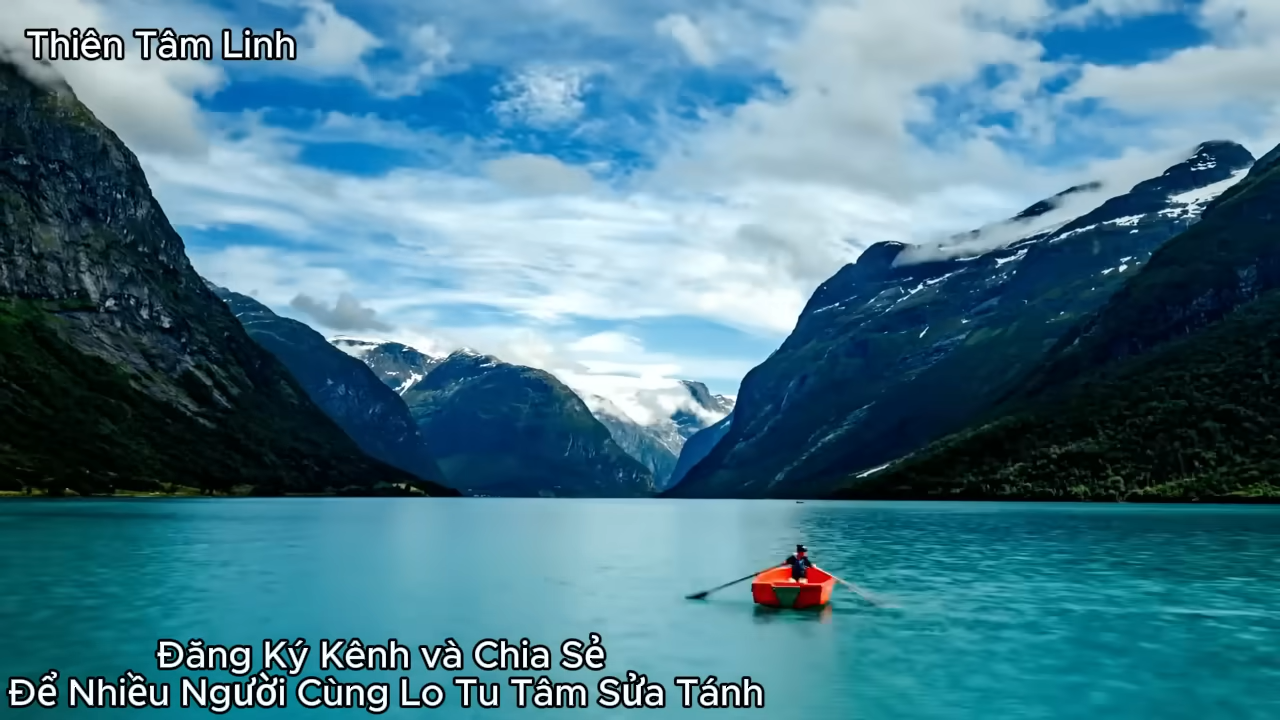 Thiên Tâm Linh
Đăng Ký Kênh và Chia Sẻ
Để Nhiều Người Cùng Lo Tu Tâm Sửa Tánh